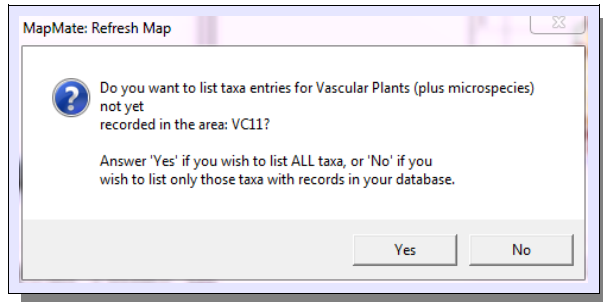 MapMate: Refresh Map
Do you want to list taxa entries for Vascular Plants (plus microspecies)
not yet
recorded in the area: VC11?
Answer 'Yes' if you wish to list ALL taxa, or 'No' if you
wish to list only those taxa with records in your database.
Yes No